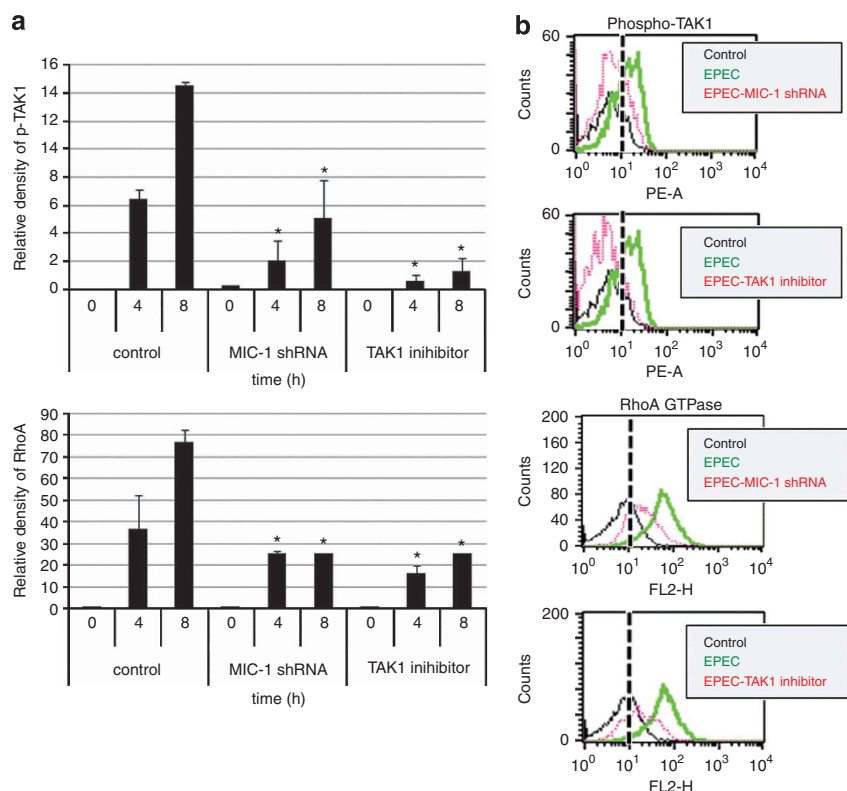 a
Relative density of p-TAK1
16
14
12
14
8
6
4
2
0
* * * *
0 4 8 0 4 8 0 4 8
control MIC-1 shRNA TAK1 inihibitor
time (h)
Relative density of RhoA
90
80
70
60
50
40
30
20
10
0
* * * *
0 4 8 0 4 8 0 4 8
control MIC-1 shRNA TAK1 inihibitor
time (h)
b
Phospho-TAK1
Counts
60
0
Control
EPEC
EPEC-MIC-1 shRNA
10^0 10^1 10^2 10^3 10^4
PE-A
Counts
60
0
Control
EPEC
EPEC-TAK1 inhibitor
10^0 10^1 10^2 10^3 10^4
PE-A
RhoA GTPase
Counts
200
160
120
80
40
0
Control
EPEC
EPEC-MIC-1 shRNA
10^0 10^1 10^2 10^3 10^4
FL2-H
Counts
200
0
Control
EPEC
EPEC-TAK1 inhibitor
10^0 10^1 10^2 10^3 10^4
FL2-H